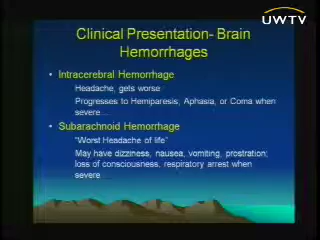 UWTV
Clinical Presentation- Brain
Hemorrhages
• Intracerebral Hemorrhage
Headache, gets worse
Progresses to Hemiparesis, Aphasia, or Coma when
severe...
• Subarachnoid Hemorrhage
"Worst Headache of life"
May have dizziness, nausea, vomiting, prostration;
loss of consciousness, respiratory arrest when
severe...